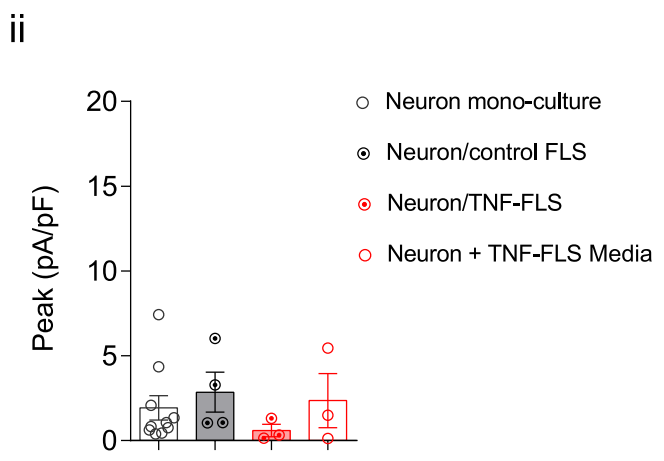 ii
Peak (pA/pF)
20
15
10
5
0
Neuron mono-culture
Neuron/control FLS
Neuron/TNF-FLS
Neuron + TNF-FLS Media